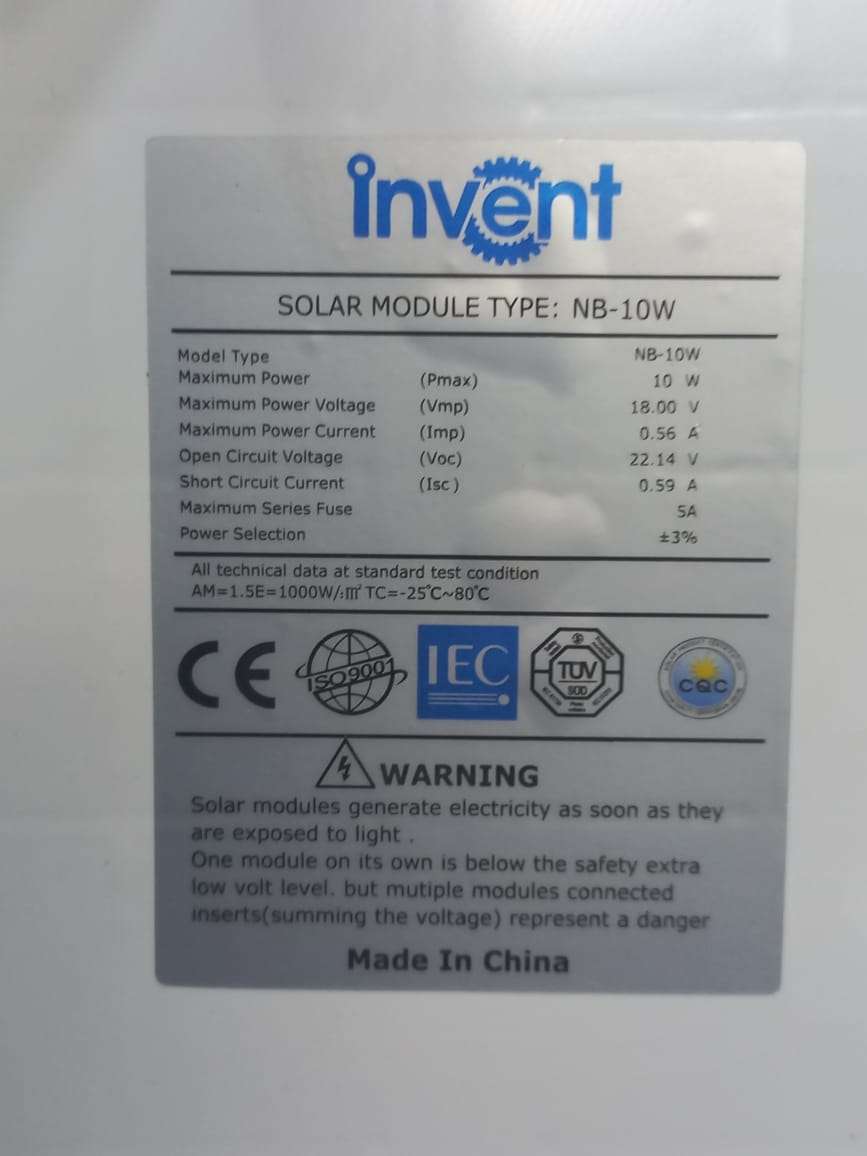 invent
SOLAR MODULE TYPE: NB-10W
Model Type NB-10W
Maximum Power (Pmax) 10 W
Maximum Power Voltage (Vmp) 18.00 V
Maximum Power Current (Imp) 0.56 A
Open Circuit Voltage (Voc) 22.14 V
Short Circuit Current (Isc) 0.59 A
Maximum Series Fuse 5A
Power Selection ±3%
All technical data at standard test condition
AM=1.5E=1000W/㎡ TC=-25℃~80℃
CE ISO9001 IEC TÜV SÜD CQC
WARNING
Solar modules generate electricity as soon as they
are exposed to light .
One module on its own is below the safety extra
low volt level. but mutiple modules connected
inserts(summing the voltage) represent a danger
Made In China